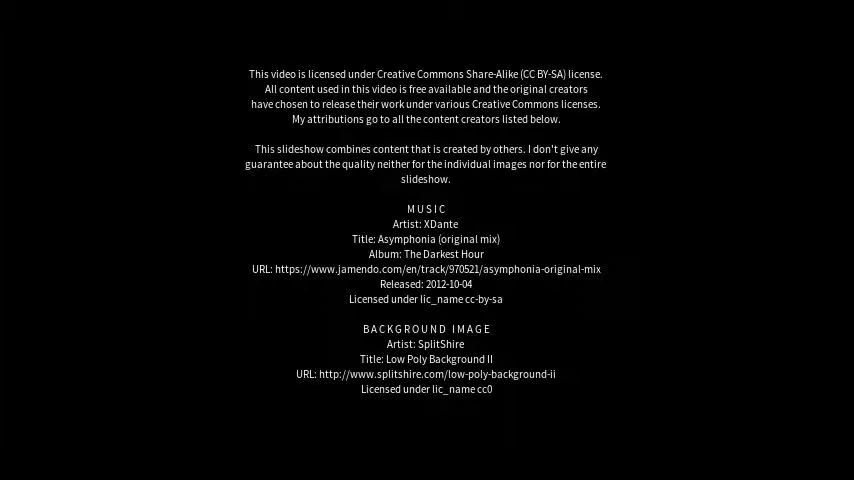 This video is licensed under Creative Commons Share-Alike (CC BY-SA) license.
All content used in this video is free available and the original creators
have chosen to release their work under various Creative Commons licenses.
My attributions go to all the content creators listed below.
This slideshow combines content that is created by others. I don't give any
guarantee about the quality neither for the individual images nor for the entire
slideshow.
MUSIC
Artist: XDante
Title: Asymphonia (original mix)
Album: The Darkest Hour
URL: https://www.jamendo.com/en/track/970521/asymphonia-original-mix
Released: 2012-10-04
Licensed under lic_name cc-by-sa
BACKGROUND IMAGE
Artist: SplitShire
Title: Low Poly Background II
URL: http://www.splitshire.com/low-poly-background-ii
Licensed under lic_name cc0